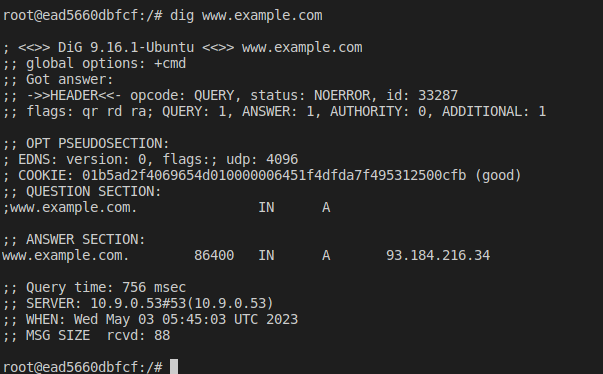 root@ead5660dbfcf:/# dig www.example.com
; <<>> DiG 9.16.1-Ubuntu <<>> www.example.com
;; global options: +cmd
;; Got answer:
;; ->>HEADER<<- opcode: QUERY, status: NOERROR, id: 33287
;; flags: qr rd ra; QUERY: 1, ANSWER: 1, AUTHORITY: 0, ADDITIONAL: 1
;; OPT PSEUDOSECTION:
; EDNS: version: 0, flags:; udp: 4096
; COOKIE: 01b5ad2f4069654d010000006451f4dfda7f495312500cfb (good)
;; QUESTION SECTION:
;www.example.com. IN A
;; ANSWER SECTION:
www.example.com. 86400 IN A 93.184.216.34
;; Query time: 756 msec
;; SERVER: 10.9.0.53#53(10.9.0.53)
;; WHEN: Wed May 03 05:45:03 UTC 2023
;; MSG SIZE rcvd: 88
root@ead5660dbfcf:/#